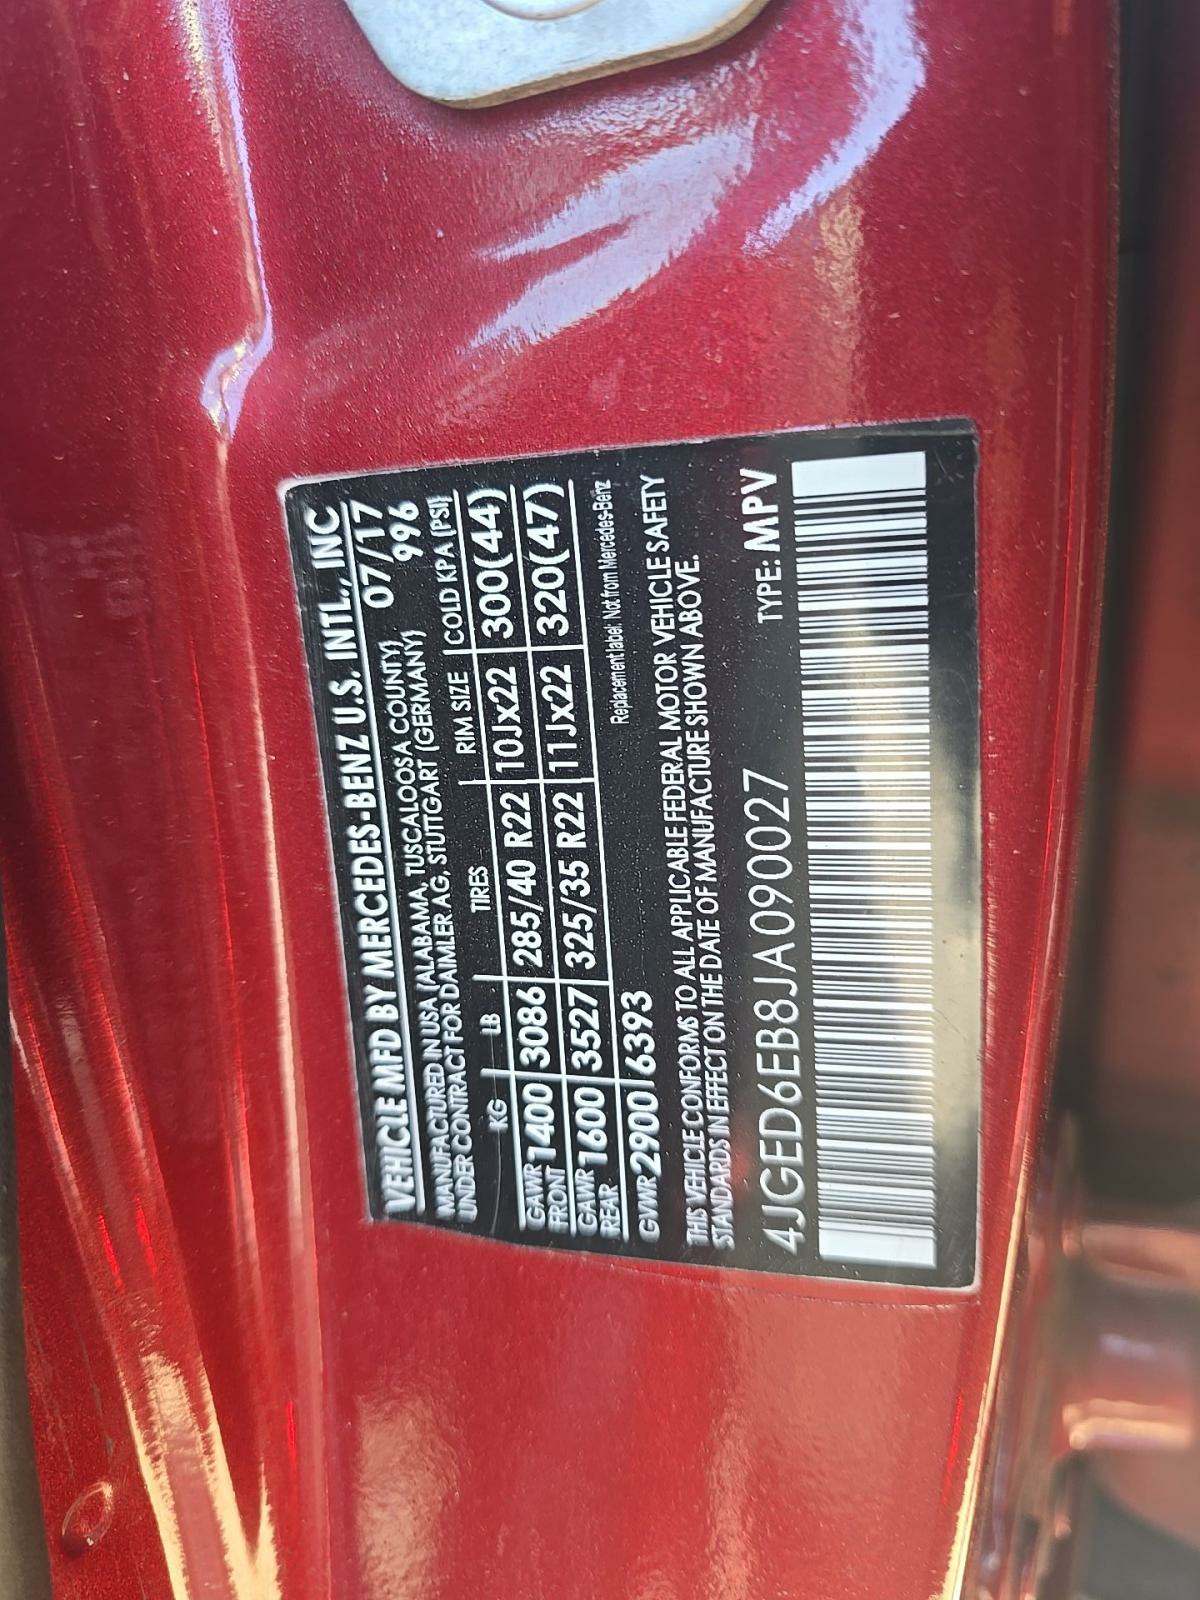 VEHICLE MFD BY MERCEDES-BENZ U.S. INTL., INC
MANUFACTURED IN USA (ALABAMA, TUSCALOOSA COUNTY) 07/17
UNDER CONTRACT FOR DAIMLER AG, STUTTGART (GERMANY) 996
KG LB TIRES RIM SIZE COLD KPA (PSI)
GAWR FRONT 1400 3086 285/40 R22 10Jx22 300(44)
GAWR REAR 1600 3527 325/35 R22 11Jx22 320(47)
GVWR 2900 6393 Replacement label: Not from Mercedes-Benz
THIS VEHICLE CONFORMS TO ALL APPLICABLE FEDERAL MOTOR VEHICLE SAFETY
STANDARDS IN EFFECT ON THE DATE OF MANUFACTURE SHOWN ABOVE.
4JGED6EB8JA090027 TYPE: MPV